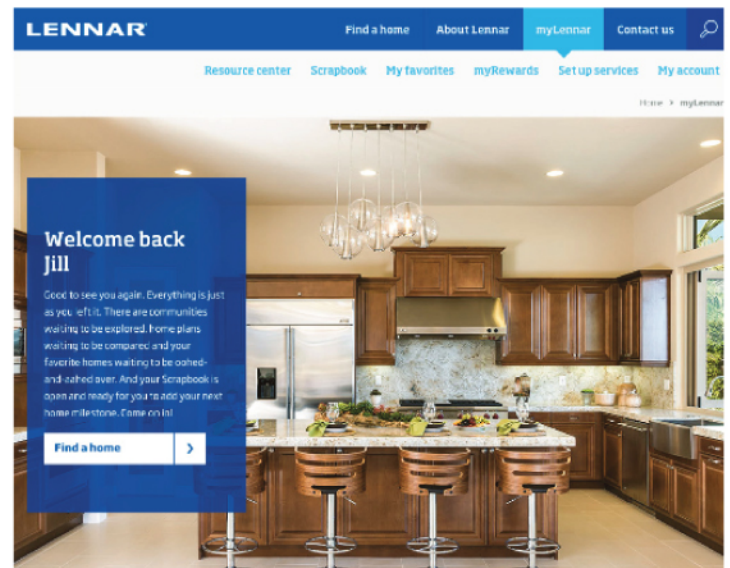 LENNAR
Find a home About Lennar myLennar Contact us
Resource center Scrapbook My favorites myRewards Set up services My account
Home > myLennar
Welcome back
Jill
Good to see you again. Everything is just
as you left it. There are communities
waiting to be explored, home plans
waiting to be compared and your
favorite homes waiting to be oohed-
and-aahed over. And your Scrapbook is
open and ready for you to add your next
home milestone. Come on in!
Find a home >